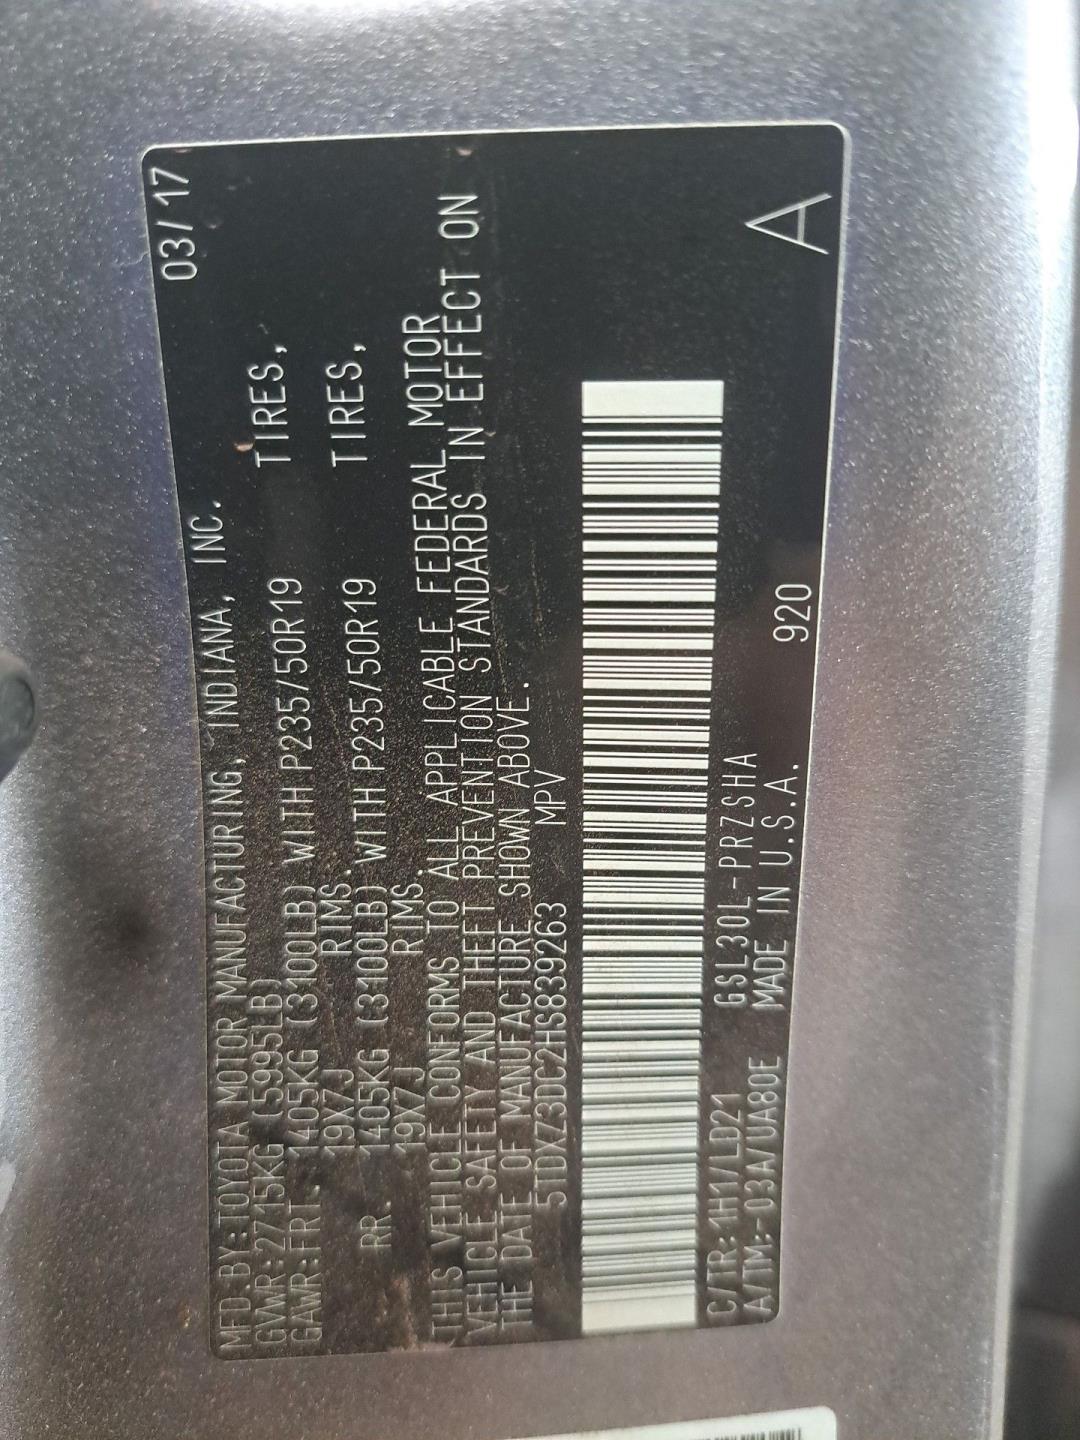 MFD.BY:TOYOTA MOTOR MANUFACTURING, INDIANA, INC. 03/17
GVWR:2715KG (5995LB)
GAWR:FRT. 1405KG (3100LB) WITH P235/50R19 TIRES,
19X7J RIMS.
RR. 1405KG (3100LB) WITH P235/50R19 TIRES,
19X7J RIMS.
THIS VEHICLE CONFORMS TO ALL APPLICABLE FEDERAL MOTOR
VEHICLE SAFETY AND THEFT PREVENTION STANDARDS IN EFFECT ON
THE DATE OF MANUFACTURE SHOWN ABOVE.
5TDXZ3DC2HS839263 MPV
C/TR:1H1/LB21 GSL30L-PRZSHA
A/TM:-03A/UA80E MADE IN U.S.A. 920
A